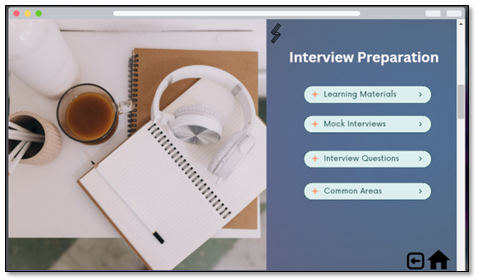 Interview Preparation
Learning Materials
Mock Interviews
Interview Questions
Common Areas